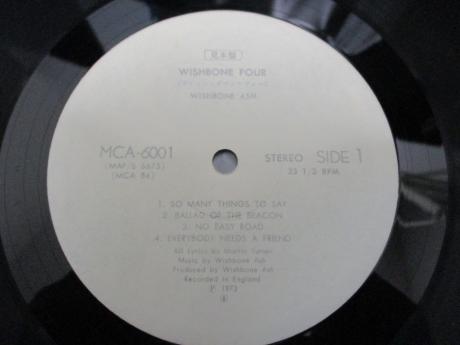 見本盤
WISHBONE FOUR
WISHBONE ASH
MCA-6001
(MAP/S 6675)
(MCA 84)
STEREO SIDE 1
33 1/3 RPM
1. SO MANY THINGS TO SAY
2. BALLAD OF THE BEACON
3. NO EASY ROAD
4. EVERYBODY NEEDS A FRIEND
All Lyrics by Martin Turner
Music by Wishbone Ash
Produced by Wishbone Ash
Recorded in England
Ⓟ 1973